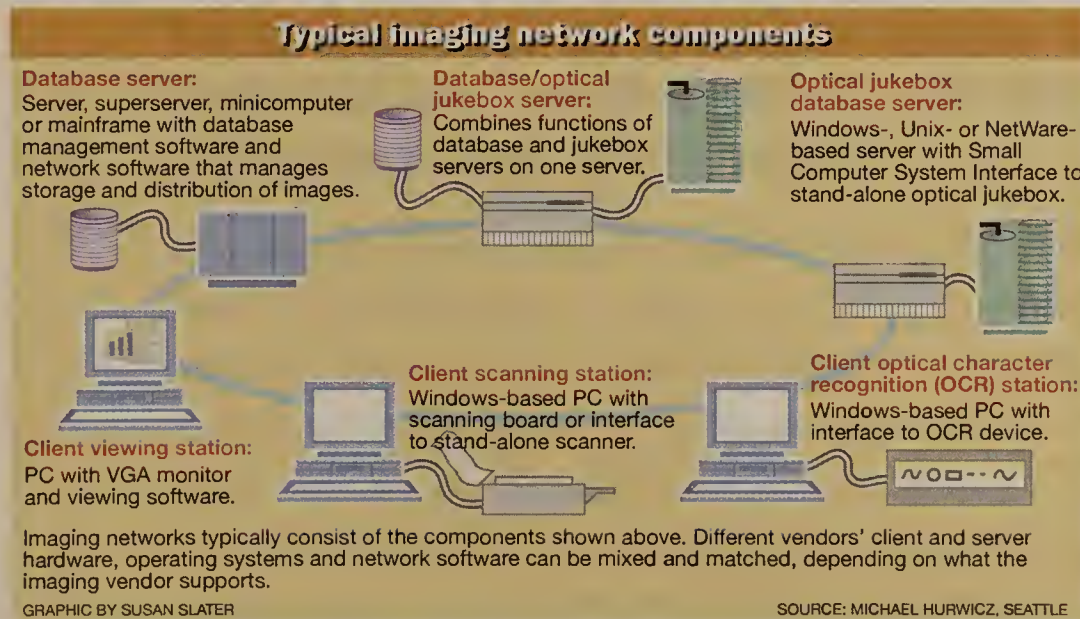 Typical imaging network components
Database server:
Server, superserver, minicomputer
or mainframe with database
management software and
network software that manages
storage and distribution of images.
Database/optical
jukebox server:
Combines functions of
database and jukebox
servers on one server.
Optical jukebox
database server:
Windows-, Unix- or NetWare-
based server with Small
Computer System Interface to
stand-alone optical jukebox.
Client viewing station:
PC with VGA monitor
and viewing software.
Client scanning station:
Windows-based PC with
scanning board or interface
to stand-alone scanner.
Client optical character
recognition (OCR) station:
Windows-based PC with
interface to OCR device.
Imaging networks typically consist of the components shown above. Different vendors' client and server
hardware, operating systems and network software can be mixed and matched, depending on what the
imaging vendor supports.
GRAPHIC BY SUSAN SLATER
SOURCE: MICHAEL HURWICZ, SEATTLE